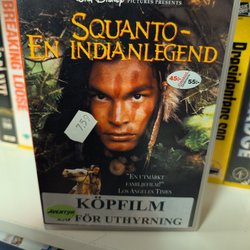 WALT DISNEY PICTURES PRESENTS
SQUANTO -
EN INDIANLEGEND
45:-
55:-
75:-
"EN UTMÄRKT
FAMILJEFILM!"
LOS ANGELES TIMES
KÖPFILM
ÄVENTYR
FÖR UTHYRNING
BREAKING LOOSE